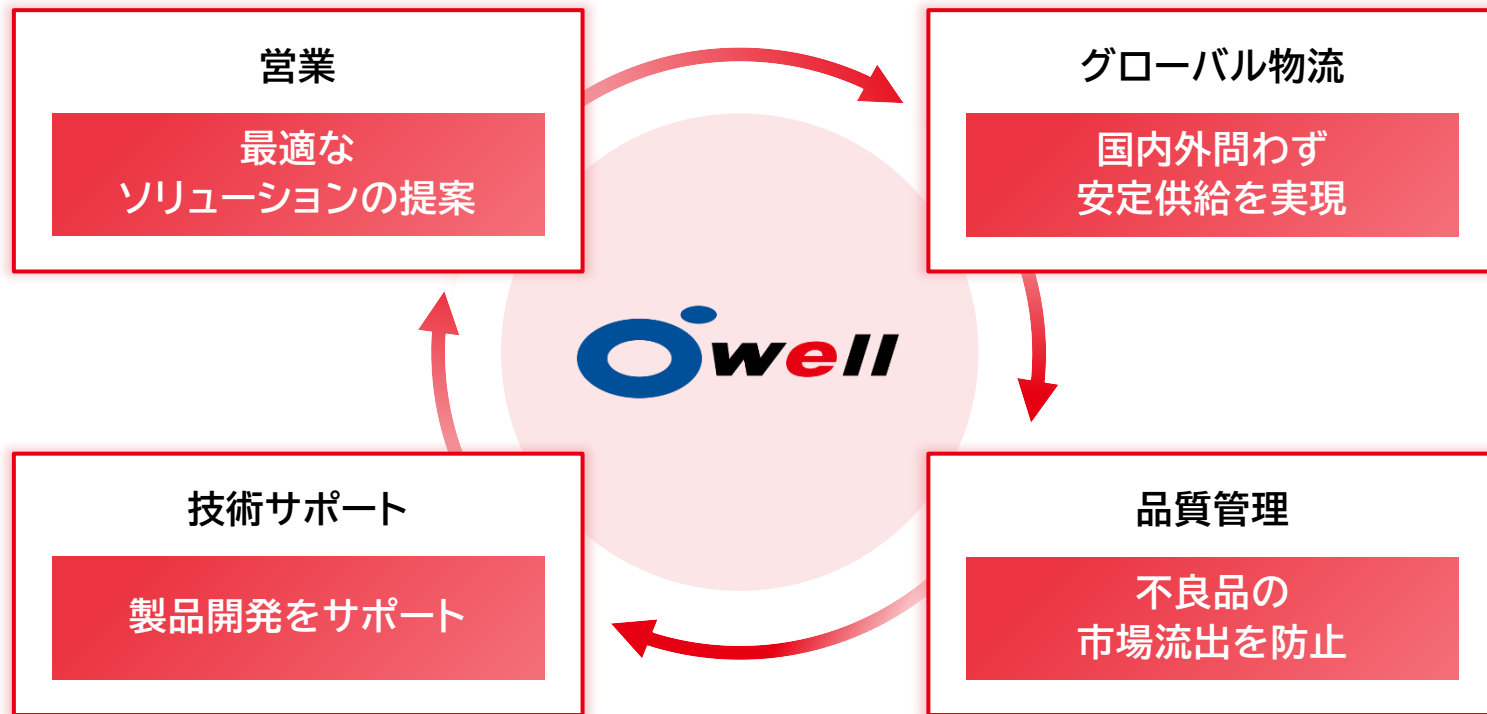 営業
最適な
ソリューションの提案
グローバル物流
国内外問わず
安定供給を実現
Owell
技術サポート
製品開発をサポート
品質管理
不良品の
市場流出を防止